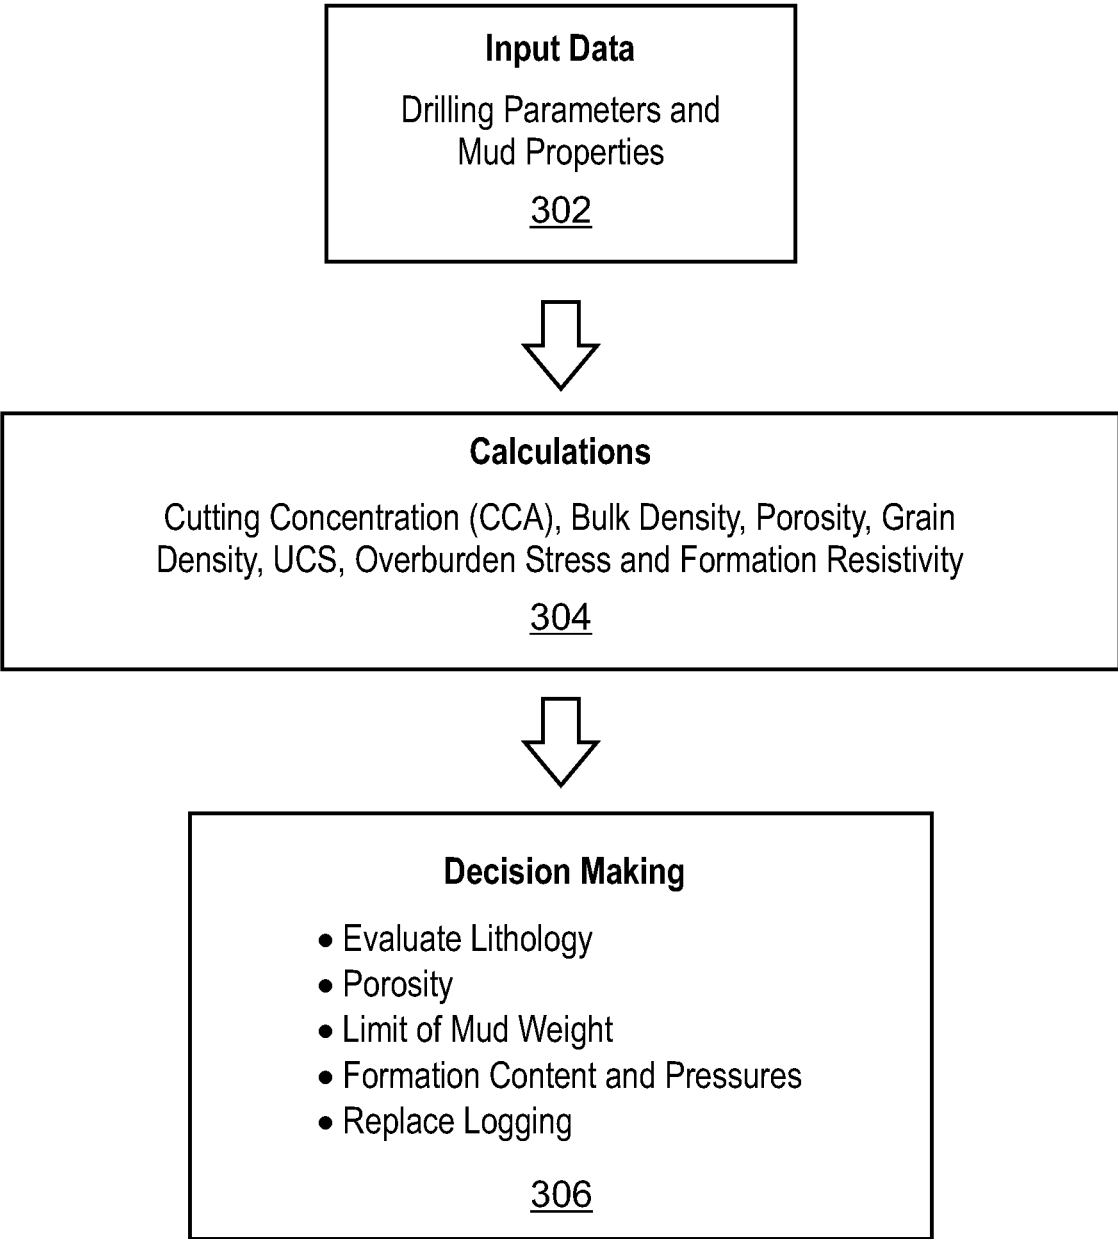 Input Data
Drilling Parameters and
Mud Properties
302
Calculations
Cutting Concentration (CCA), Bulk Density, Porosity, Grain
Density, UCS, Overburden Stress and Formation Resistivity
304
Decision Making
• Evaluate Lithology
• Porosity
• Limit of Mud Weight
• Formation Content and Pressures
• Replace Logging
306